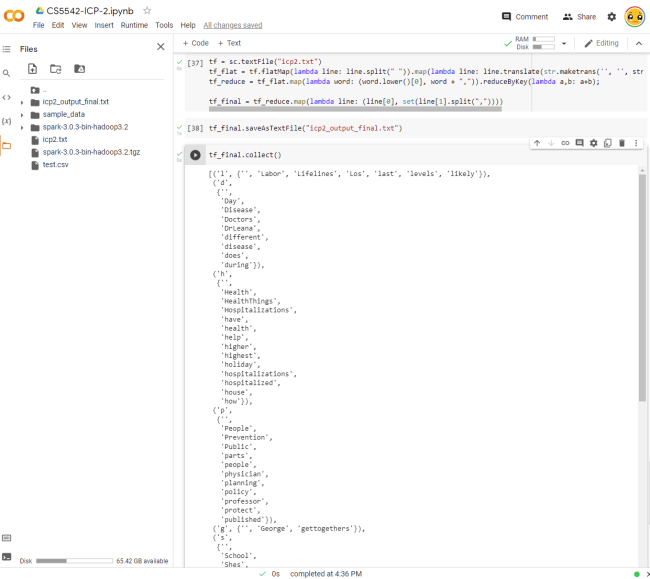 CS5542-ICP-2.ipynb
File Edit View Insert Runtime Tools Help All changes saved
Comment Share
Files
+ Code + Text
RAM
Disk
Editing
..
icp2_output_final.txt
sample_data
spark-3.0.3-bin-hadoop3.2
icp2.txt
spark-3.0.3-bin-hadoop3.2.tgz
test.csv
Disk 65.42 GB available
[37] tf = sc.textFile("icp2.txt")
tf_flat = tf.flatMap(lambda line: line.split(" ")).map(lambda line: line.translate(str.maketrans('', '', str
tf_reduce = tf_flat.map(lambda word: (word.lower()[0], word + ",")).reduceByKey(lambda a,b: a+b);
tf_final = tf_reduce.map(lambda line: (line[0], set(line[1].split(","))))
[38] tf_final.saveAsTextFile("icp2_output_final.txt")
tf_final.collect()
[('l', {'', 'Labor', 'Lifelines', 'Los', 'last', 'levels', 'likely'}),
('d',
{'',
'Day',
'Disease',
'Doctors',
'DrLeana',
'different',
'disease',
'does',
'during'}),
('h',
{'',
'Health',
'HealthThings',
'Hospitalizations',
'have',
'health',
'help',
'higher',
'highest',
'holiday',
'hospitalizations',
'hospitalized',
'house',
'how'}),
('p',
{'',
'People',
'Prevention',
'Public',
'parts',
'people',
'physician',
'planning',
'policy',
'professor',
'protect',
'published'}),
('g', {'', 'George', 'gettogethers'}),
('s',
{'',
'School',
'Shes',
0s completed at 4:36 PM